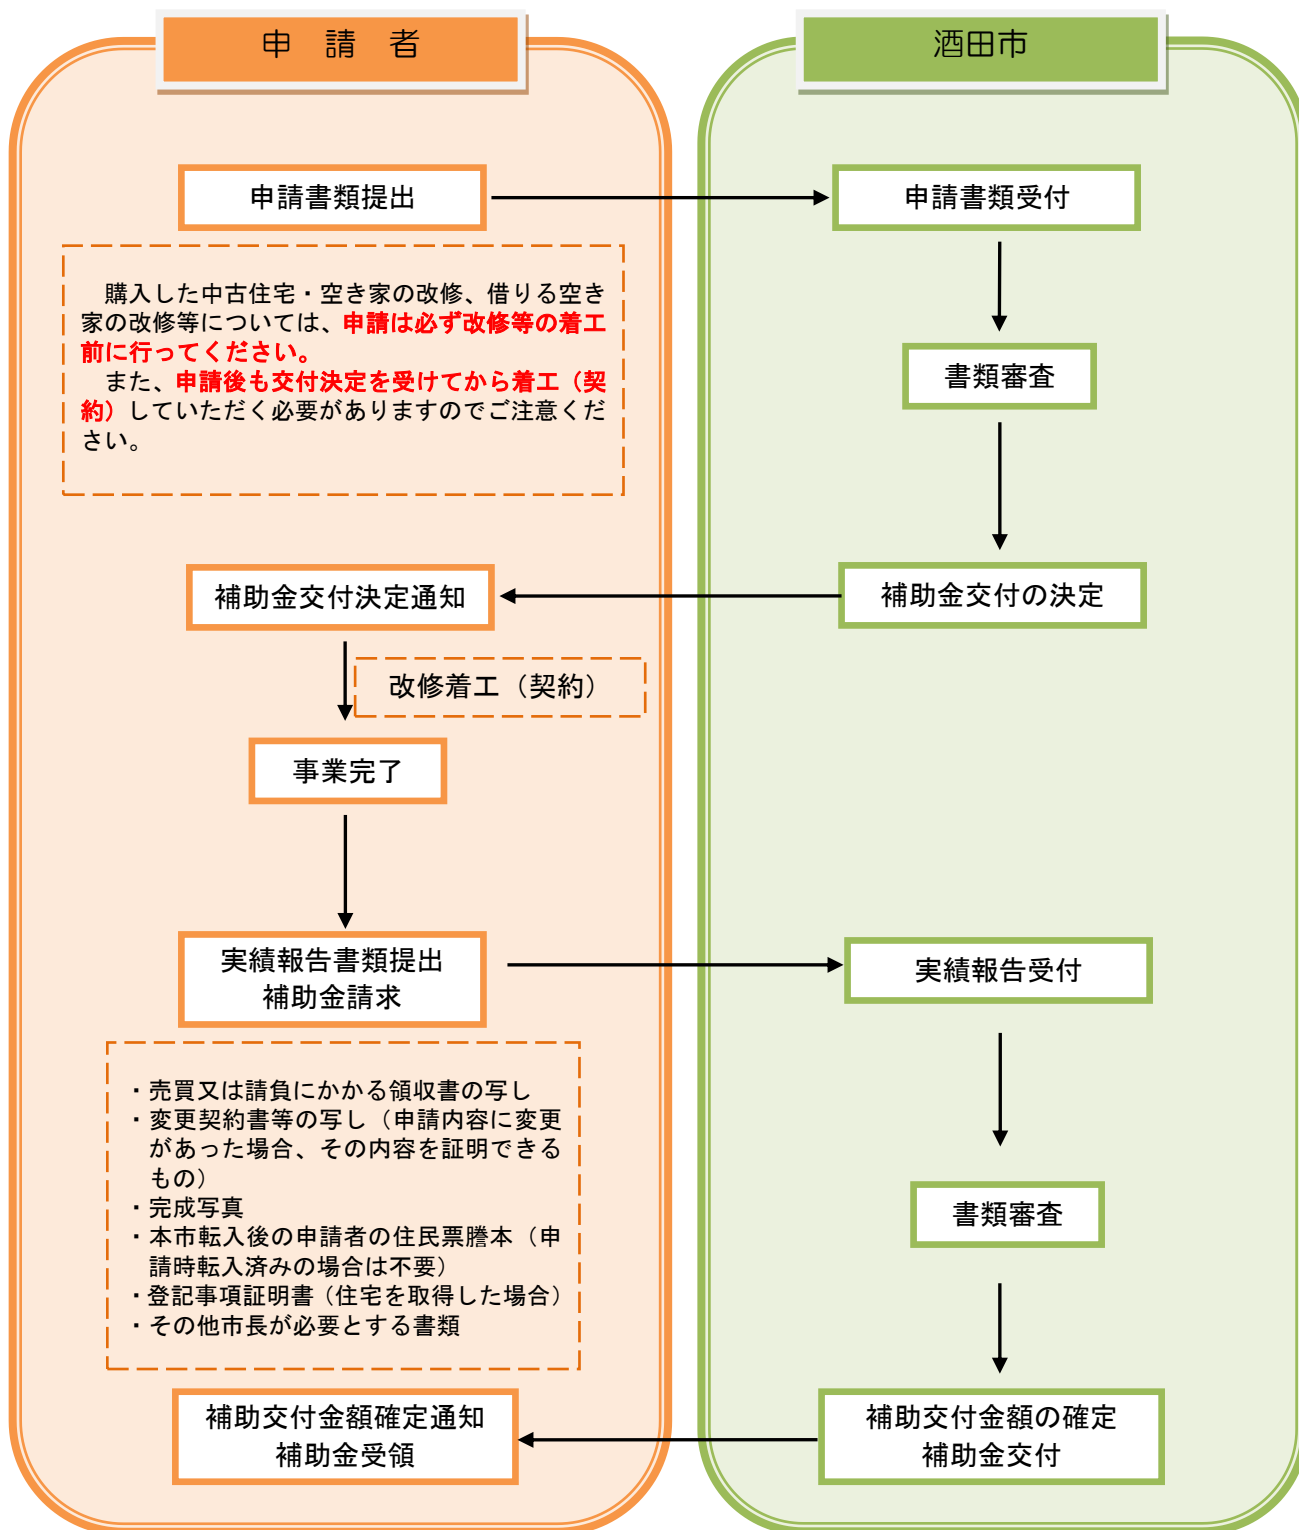 申　請　者
酒田市
申請書類提出
申請書類受付
　購入した中古住宅・空き家の改修、借りる空き
家の改修等については、申請は必ず改修等の着工
前に行ってください。
　また、申請後も交付決定を受けてから着工（契
約）していただく必要がありますのでご注意くだ
さい。
書類審査
補助金交付決定通知
補助金交付の決定
改修着工（契約）
事業完了
実績報告書類提出
補助金請求
実績報告受付
・売買又は請負にかかる領収書の写し
・変更契約書等の写し（申請内容に変更
があった場合、その内容を証明できる
もの）
・完成写真
・本市転入後の申請者の住民票謄本（申
請時転入済みの場合は不要）
・登記事項証明書（住宅を取得した場合）
・その他市長が必要とする書類
書類審査
補助交付金額確定通知
補助金受領
補助交付金額の確定
補助金交付